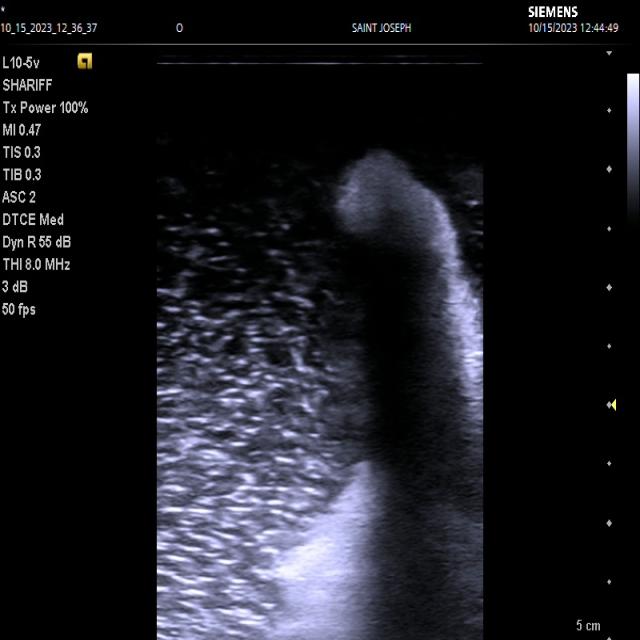 *
SIEMENS
10_15_2023_12_36_37 O SAINT JOSEPH 10/15/2023 12:44:49
L10-5v
SHARIFF
Tx Power 100%
MI 0.47
TIS 0.3
TIB 0.3
ASC 2
DTCE Med
Dyn R 55 dB
THI 8.0 MHz
3 dB
50 fps
5 cm